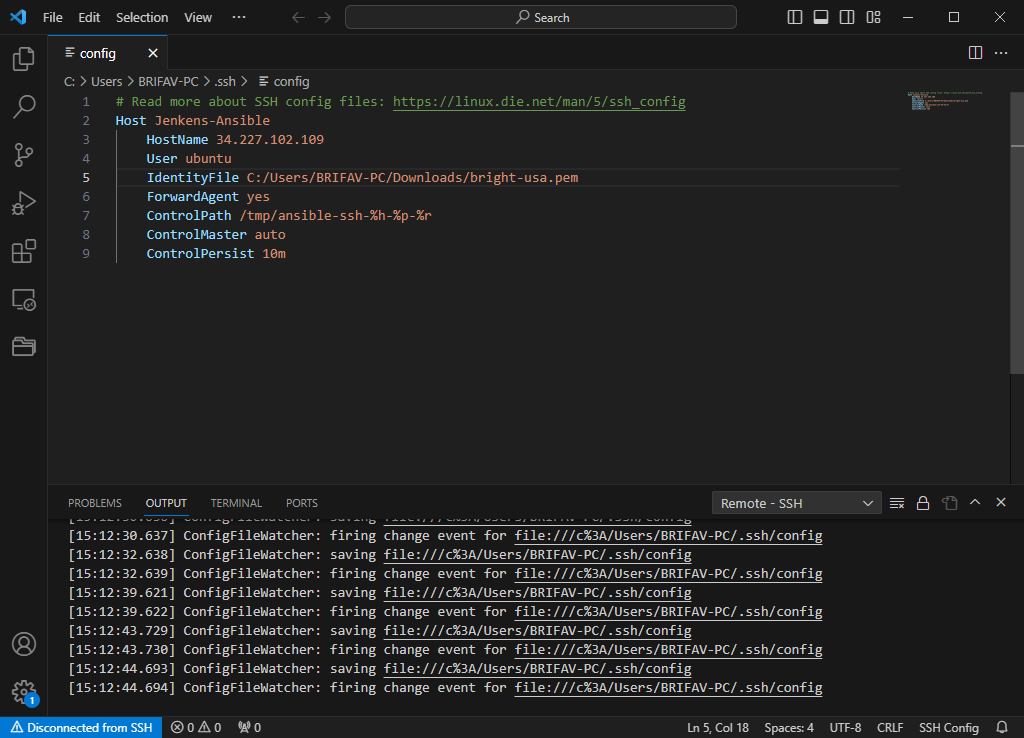 File Edit Selection View ··· Search
config
C: > Users > BRIFAV-PC > .ssh > config
1 # Read more about SSH config files: https://linux.die.net/man/5/ssh_config
2 Host Jenkens-Ansible
3 HostName 34.227.102.109
4 User ubuntu
5 IdentityFile C:/Users/BRIFAV-PC/Downloads/bright-usa.pem
6 ForwardAgent yes
7 ControlPath /tmp/ansible-ssh-%h-%p-%r
8 ControlMaster auto
9 ControlPersist 10m
PROBLEMS OUTPUT TERMINAL PORTS Remote - SSH
[15:12:30.637] ConfigFileWatcher: firing change event for file:///c%3A/Users/BRIFAV-PC/.ssh/config
[15:12:32.638] ConfigFileWatcher: saving file:///c%3A/Users/BRIFAV-PC/.ssh/config
[15:12:32.639] ConfigFileWatcher: firing change event for file:///c%3A/Users/BRIFAV-PC/.ssh/config
[15:12:39.621] ConfigFileWatcher: saving file:///c%3A/Users/BRIFAV-PC/.ssh/config
[15:12:39.622] ConfigFileWatcher: firing change event for file:///c%3A/Users/BRIFAV-PC/.ssh/config
[15:12:43.729] ConfigFileWatcher: saving file:///c%3A/Users/BRIFAV-PC/.ssh/config
[15:12:43.730] ConfigFileWatcher: firing change event for file:///c%3A/Users/BRIFAV-PC/.ssh/config
[15:12:44.693] ConfigFileWatcher: saving file:///c%3A/Users/BRIFAV-PC/.ssh/config
[15:12:44.694] ConfigFileWatcher: firing change event for file:///c%3A/Users/BRIFAV-PC/.ssh/config
1
Disconnected from SSH 0 0 0 Ln 5, Col 18 Spaces: 4 UTF-8 CRLF SSH Config